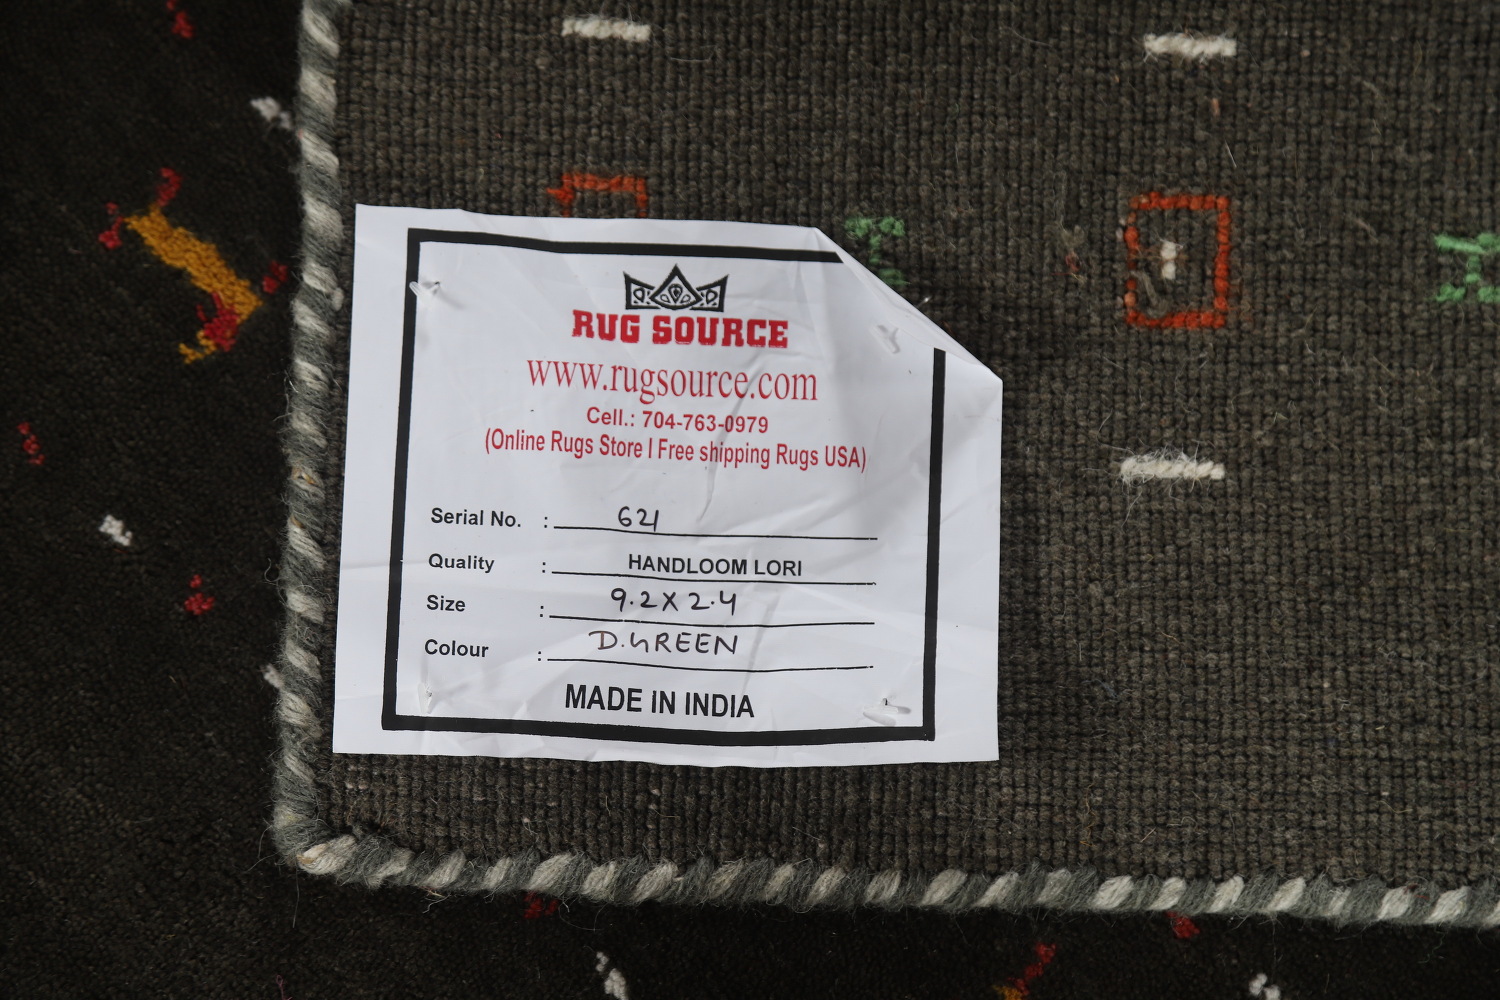 RUG SOURCE
www.rugsource.com
Cell.: 704-763-0979
(Online Rugs Store I Free shipping Rugs USA)
Serial No. : 621
Quality : HANDLOOM LORI
Size : 9.2X2.4
Colour : D.GREEN
MADE IN INDIA